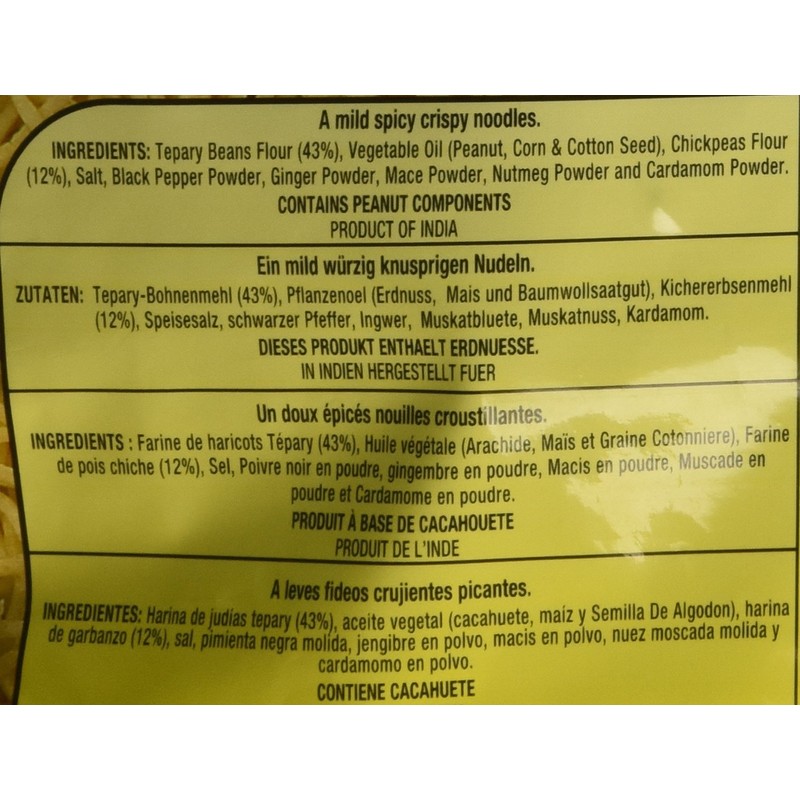 A mild spicy crispy noodles.
INGREDIENTS: Tepary Beans Flour (43%), Vegetable Oil (Peanut, Corn & Cotton Seed), Chickpeas Flour
(12%), Salt, Black Pepper Powder, Ginger Powder, Mace Powder, Nutmeg Powder and Cardamom Powder.
CONTAINS PEANUT COMPONENTS
PRODUCT OF INDIA
Ein mild würzig knusprigen Nudeln.
ZUTATEN: Tepary-Bohnenmehl (43%), Pflanzenoel (Erdnuss, Mais und Baumwollsaatgut), Kichererbsenmehl
(12%), Speisesalz, schwarzer Pfeffer, Ingwer, Muskatbluete, Muskatnuss, Kardamom.
DIESES PRODUKT ENTHAELT ERDNUESSE.
IN INDIEN HERGESTELLT FUER
Un doux épicés nouilles croustillantes.
INGREDIENTS : Farine de haricots Tépary (43%), Huile végétale (Arachide, Maïs et Graine Cotonniere), Farine
de pois chiche (12%), Sel, Poivre noir en poudre, gingembre en poudre, Macis en poudre, Muscade en
poudre et Cardamome en poudre.
PRODUIT À BASE DE CACAHOUETE
PRODUIT DE L'INDE
A leves fideos crujientes picantes.
INGREDIENTES: Harina de judias tepary (43%), aceite vegetal (cacahuete, maíz y Semilla De Algodon), harina
de garbanzo (12%), sal, pimienta negra molida, jengibre en polvo, macis en polvo, nuez moscada molida y
cardamomo en polvo.
CONTIENE CACAHUETE